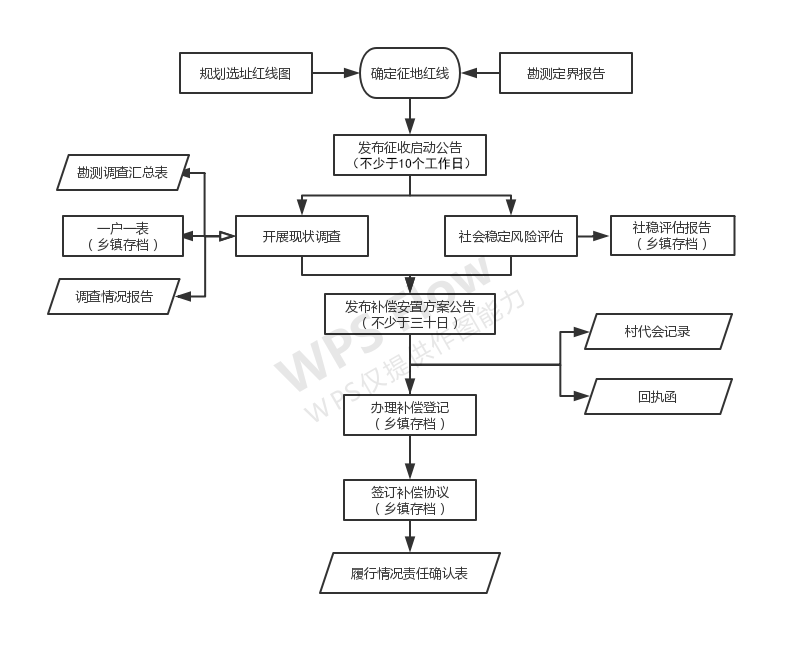 规划选址红线图
确定征地红线
勘测定界报告
发布征收启动公告
（不少于10个工作日）
勘测调查汇总表
一户一表
（乡镇存档）
开展现状调查
社会稳定风险评估
社稳评估报告
（乡镇存档）
调查情况报告
发布补偿安置方案公告
（不少于三十日）
村代会记录
回执函
办理补偿登记
（乡镇存档）
签订补偿协议
（乡镇存档）
履行情况责任确认表
WPS Flow
WPS仅提供作图能力